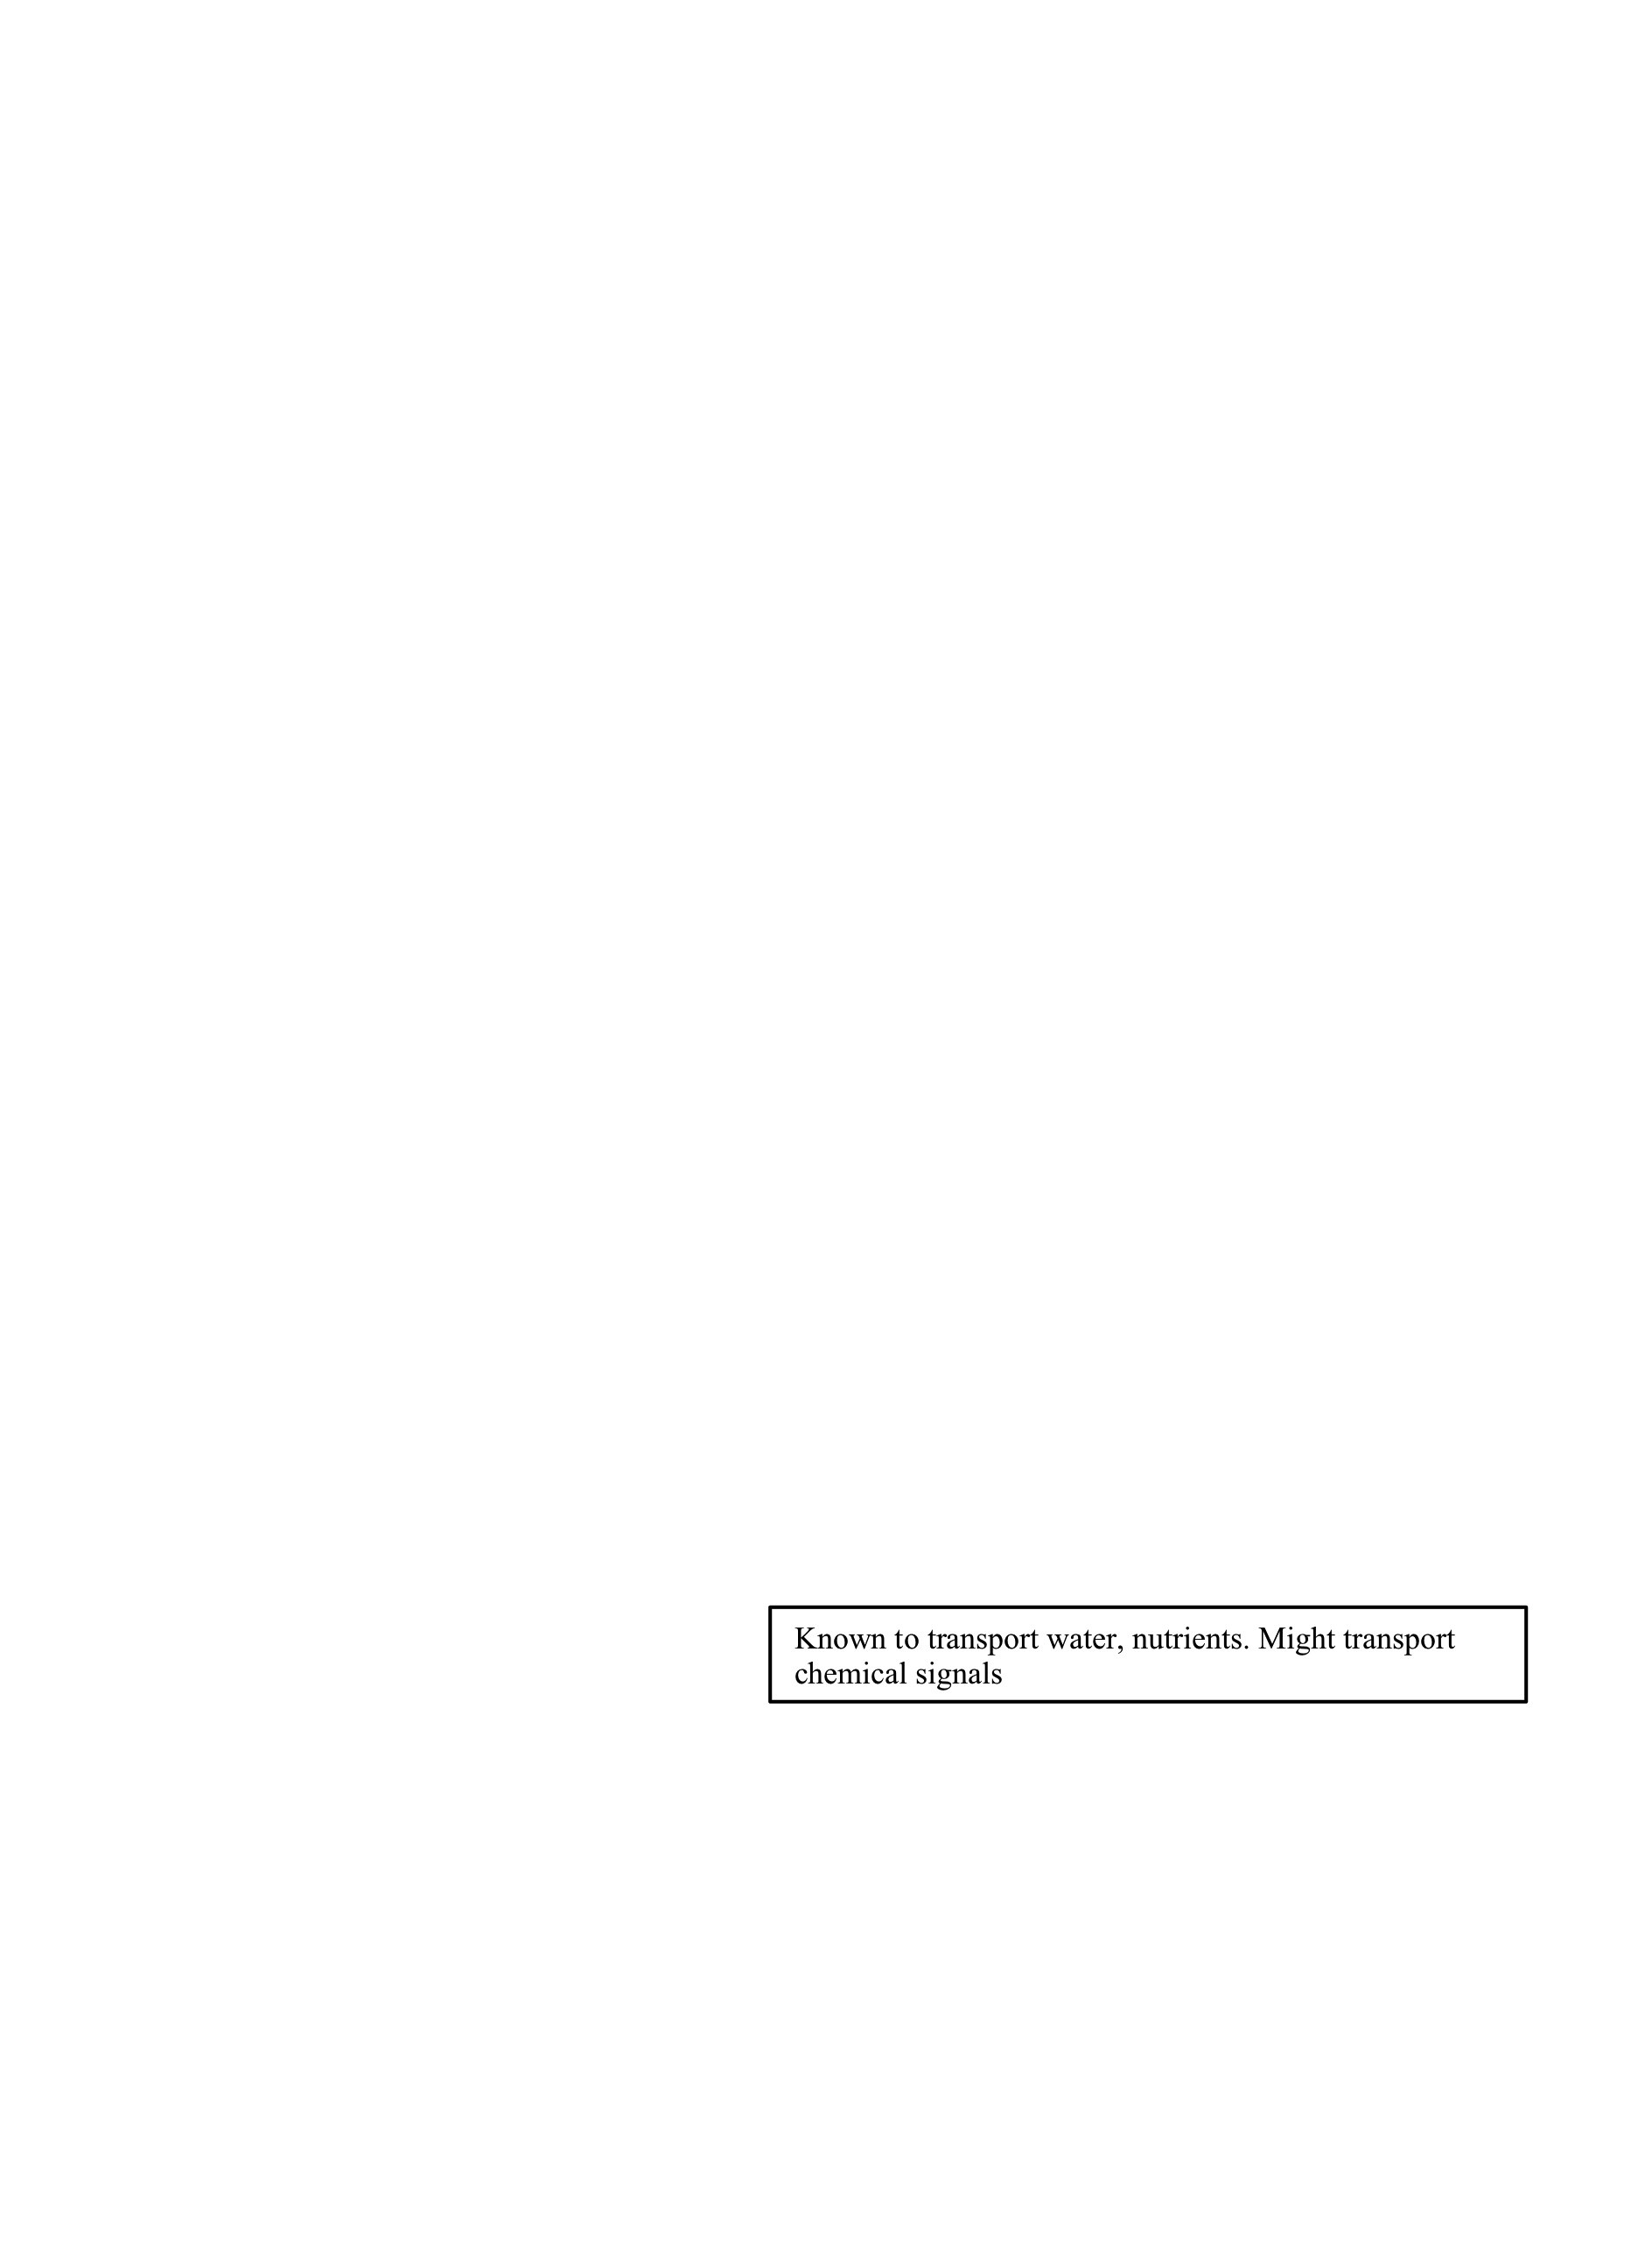 Known to transport water, nutrients. Might transport
chemical signals